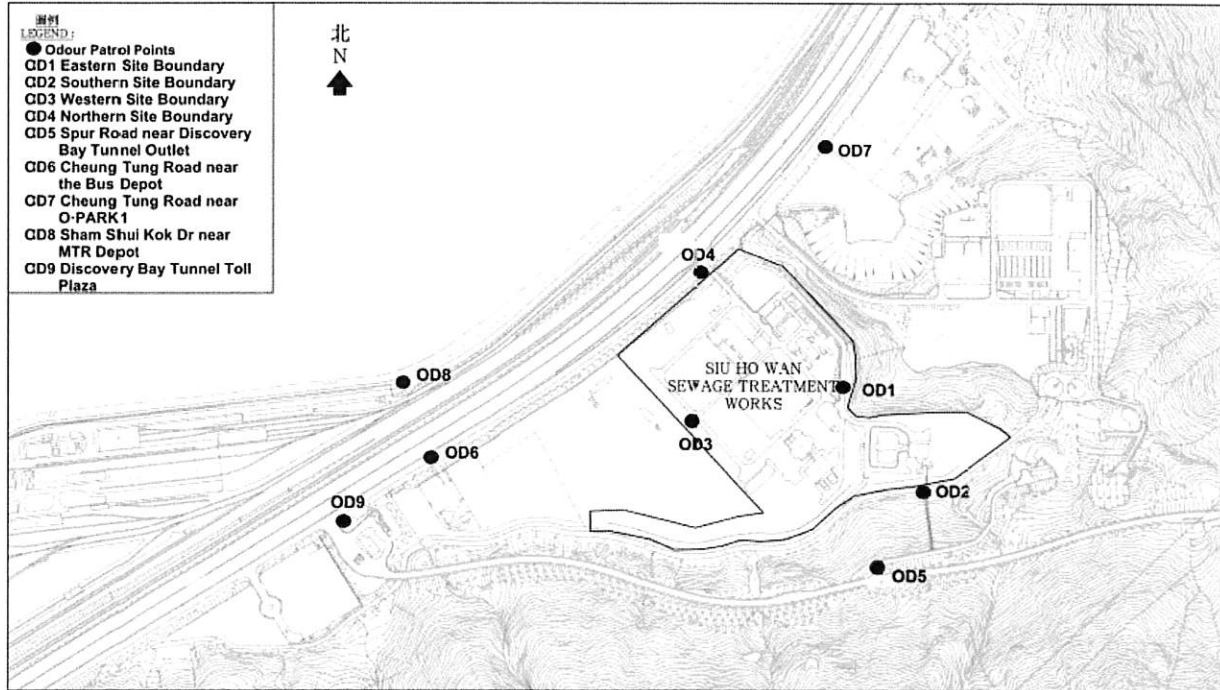 圖例
LEGEND :
Odour Patrol Points
OD1 Eastern Site Boundary
OD2 Southern Site Boundary
OD3 Western Site Boundary
OD4 Northern Site Boundary
OD5 Spur Road near Discovery
Bay Tunnel Outlet
OD6 Cheung Tung Road near
the Bus Depot
OD7 Cheung Tung Road near
O-PARK1
OD8 Sham Shui Kok Dr near
MTR Depot
OD9 Discovery Bay Tunnel Toll
Plaza
北
N
OD7
OD4
OD8
SIU HO WAN
SEWAGE TREATMENT
WORKS
OD1
OD3
OD6
OD2
OD9
OD5